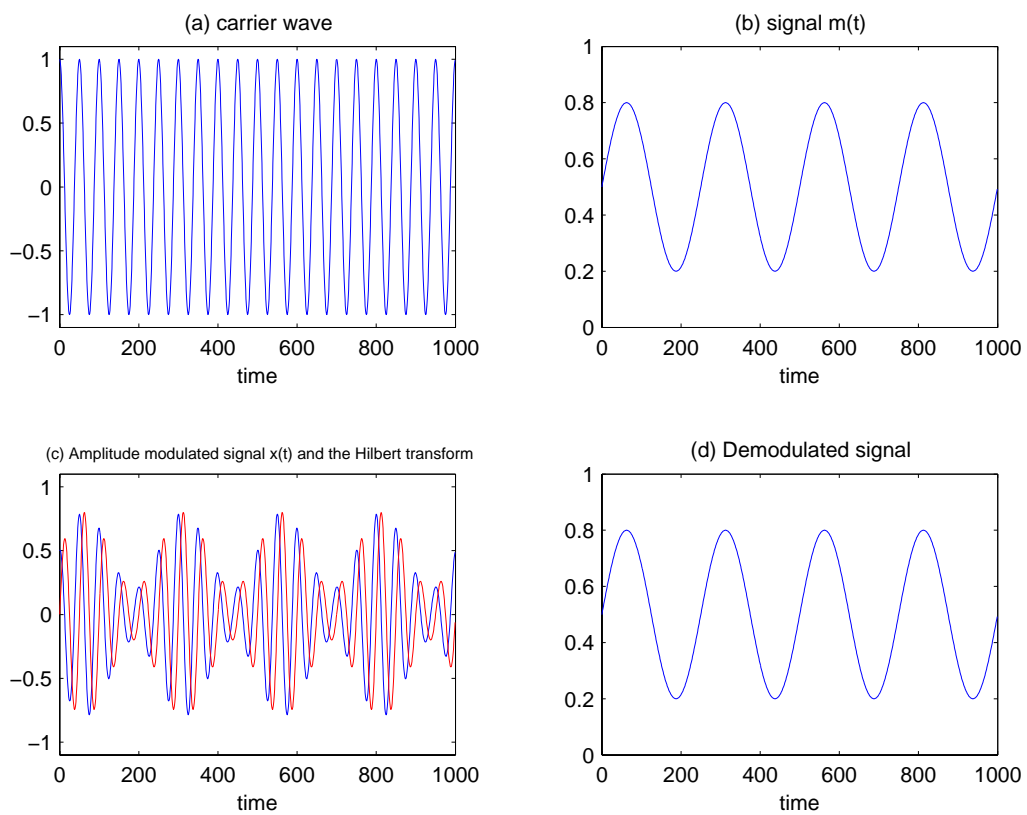 (a) carrier wave
1
0.5
0
−0.5
−1
0 200 400 600 800 1000
time
(b) signal m(t)
1
0.8
0.6
0.4
0.2
0
0 200 400 600 800 1000
time
(c) Amplitude modulated signal x(t) and the Hilbert transform
1
0.5
0
−0.5
−1
0 200 400 600 800 1000
time
(d) Demodulated signal
1
0.8
0.6
0.4
0.2
0
0 200 400 600 800 1000
time